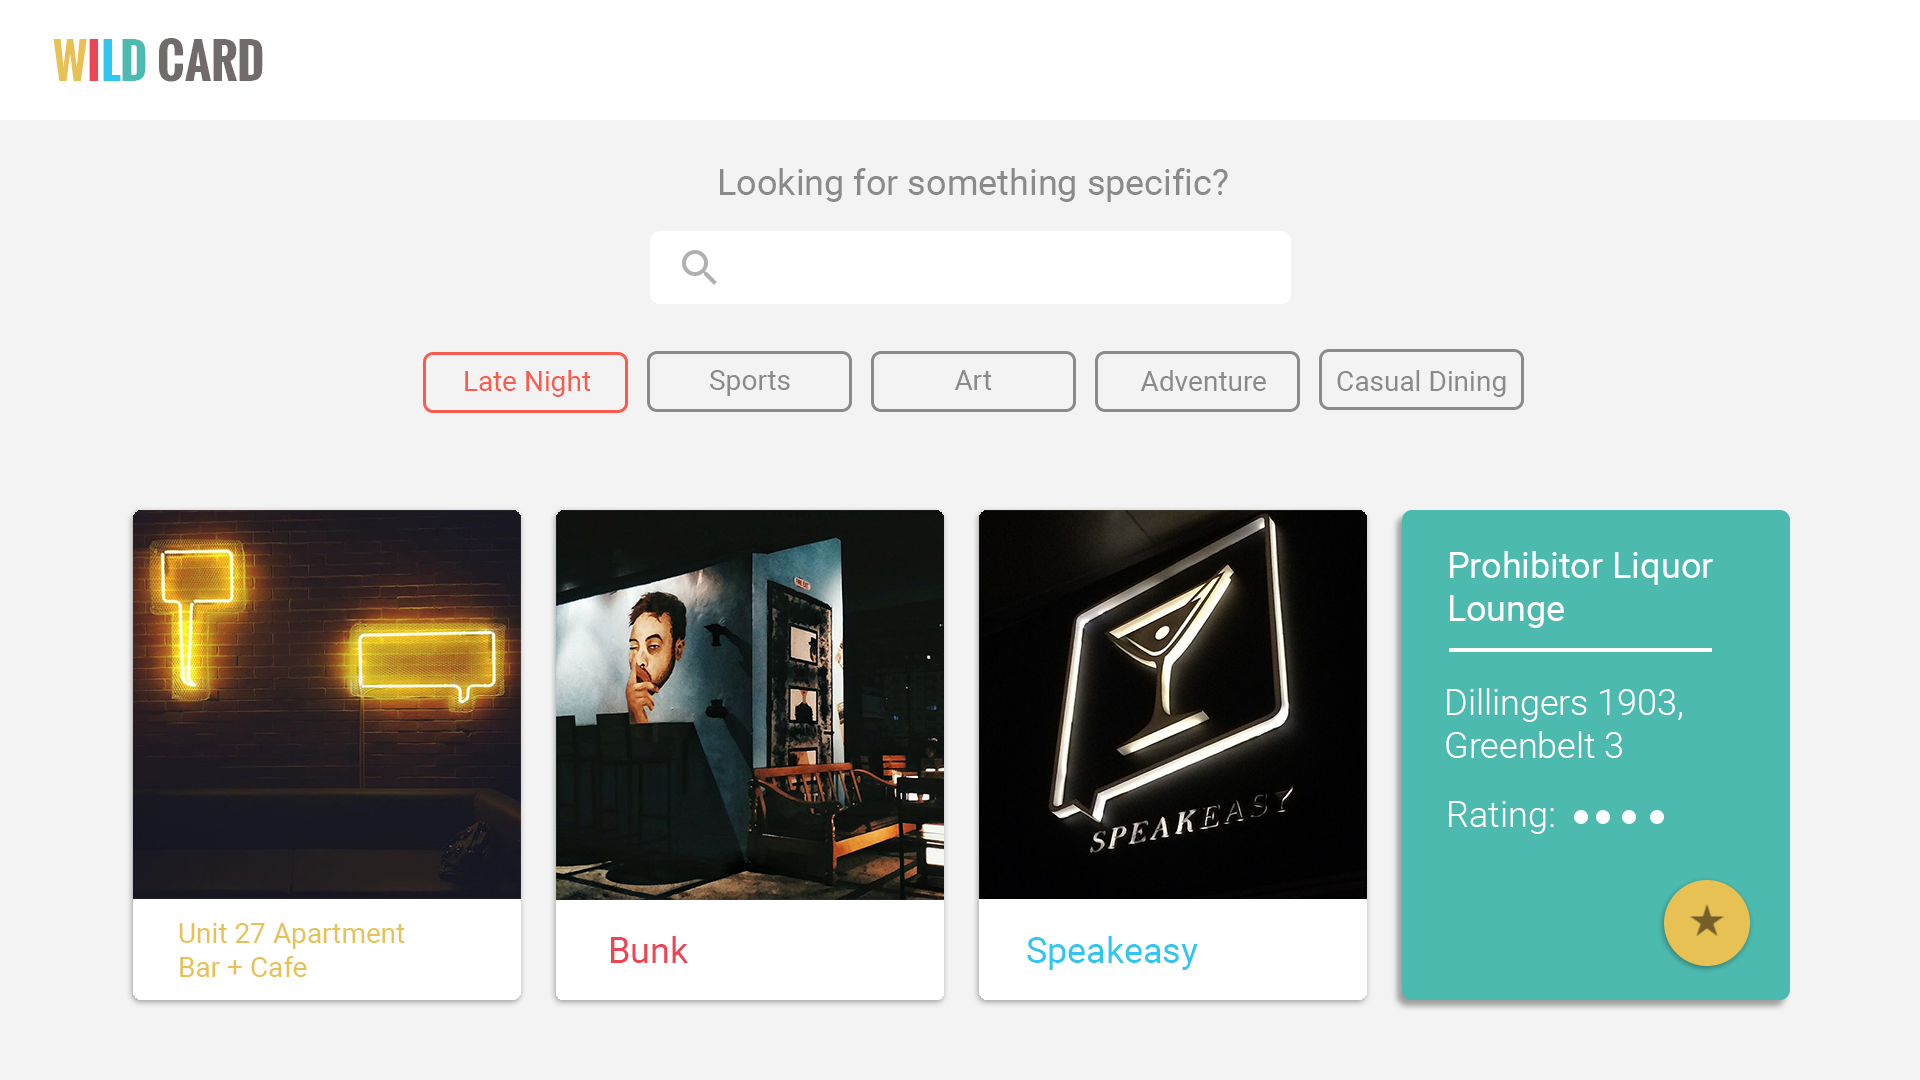 WILD CARD
Looking for something specific?
Late Night
Sports
Art
Adventure
Casual Dining
SPEAKEASY
Unit 27 Apartment
Bar + Cafe
Bunk
Speakeasy
Prohibitor Liquor
Lounge
Dillingers 1903,
Greenbelt 3
Rating: